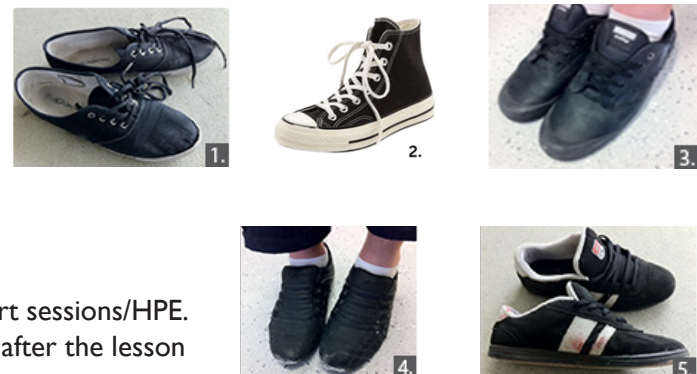 1.
2.
3.
4.
5.
rt sessions/HPE.
after the lesson